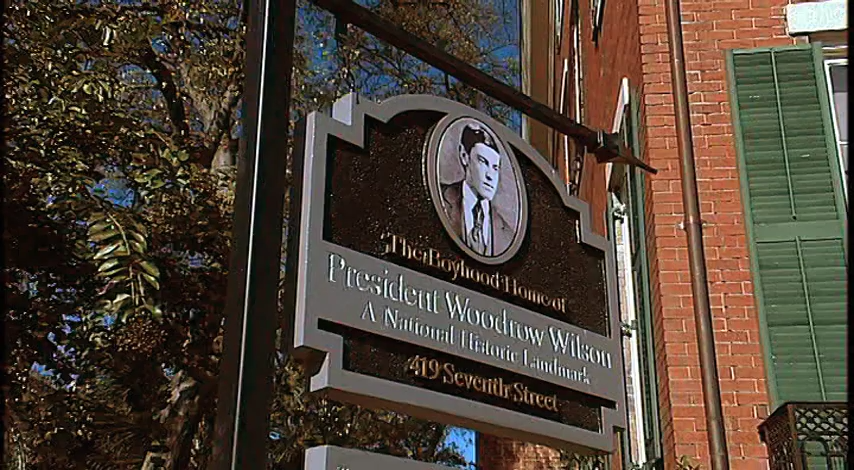 The Boyhood Home of
President Woodrow Wilson
A National Historic Landmark
419 Seventh Street